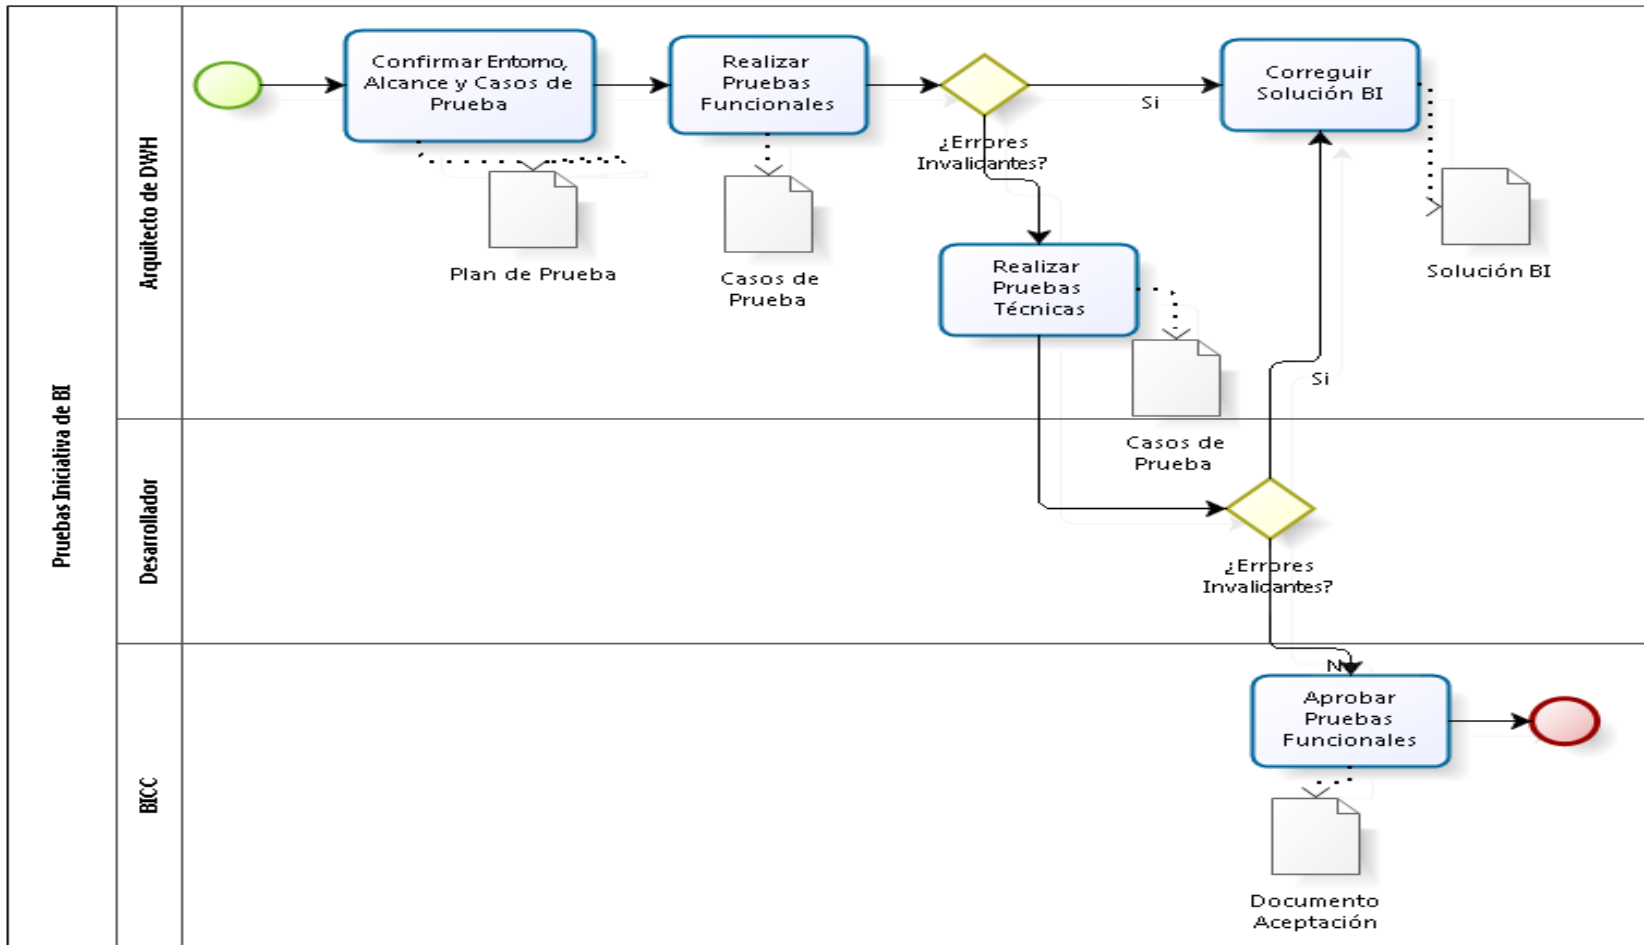 Pruebas Iniciativa de BI
Arquitecto de DWH
Confirmar Entorno,
Alcance y Casos de
Prueba
Realizar
Pruebas
Funcionales
Correguir
Solución BI
Si
¿Errores
Invalidantes?
Plan de Prueba
Casos de
Prueba
Realizar
Pruebas
Técnicas
Solución BI
Si
Casos de
Prueba
Desarrollador
¿Errores
Invalidantes?
BICC
Aprobar
Pruebas
Funcionales
Documento
Aceptación